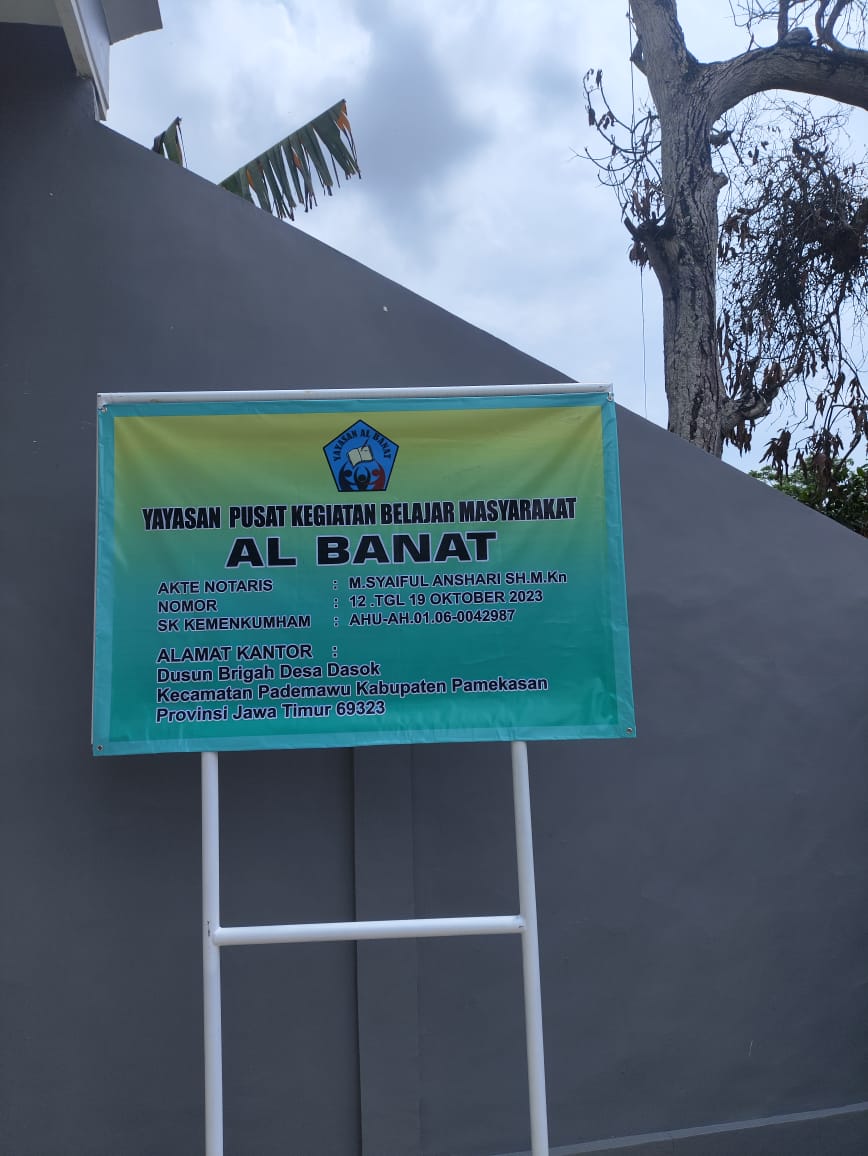 YAYASAN AL BANAT
YAYASAN PUSAT KEGIATAN BELAJAR MASYARAKAT
AL BANAT
AKTE NOTARIS : M.SYAIFUL ANSHARI SH.M.Kn
NOMOR : 12 .TGL 19 OKTOBER 2023
SK KEMENKUMHAM : AHU-AH.01.06-0042987
ALAMAT KANTOR :
Dusun Brigah Desa Dasok
Kecamatan Pademawu Kabupaten Pamekasan
Provinsi Jawa Timur 69323